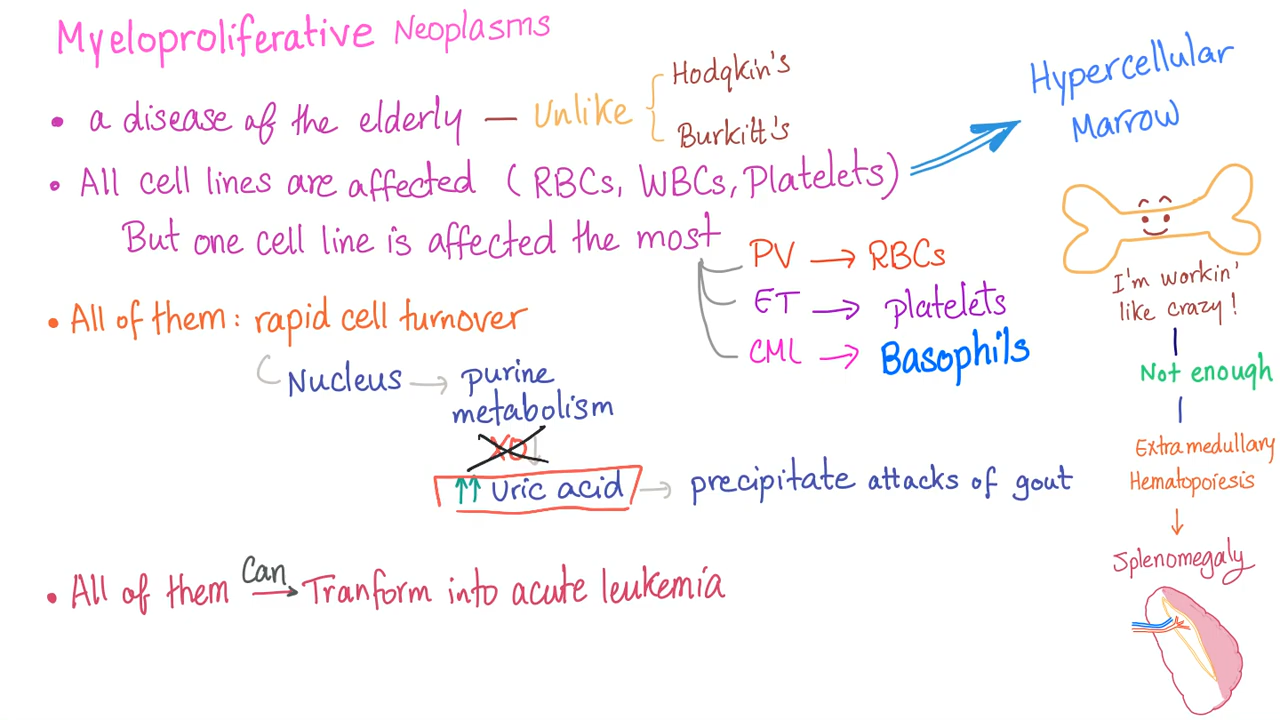 Myeloproliferative Neoplasms
• a disease of the elderly — Unlike
Hodgkin's
Burkitt's
• All cell lines are affected (RBCs, WBCs, Platelets)
But one cell line is affected the most
PV → RBCs
ET → platelets
CML → Basophils
• All of them: rapid cell turnover
Nucleus → purine
metabolism
XO ↓
↑↑ Uric acid → precipitate attacks of gout
• All of them Can → Tranform into acute leukemia
Hypercellular
Marrow
I'm workin'
like crazy!
Not enough
Extramedullary
Hematopoiesis
↓
Splenomegaly